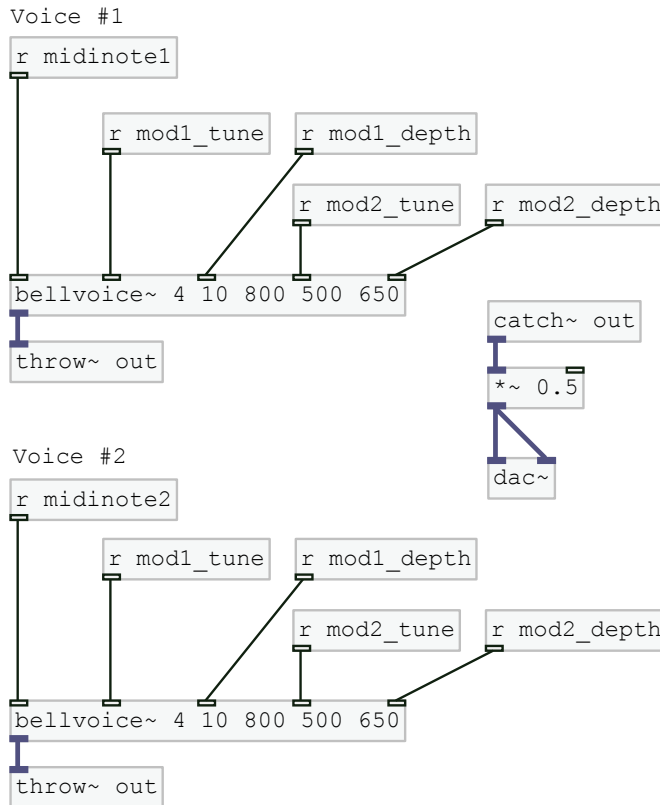 Voice #1
r midinote1
r mod1_tune
r mod1_depth
r mod2_tune
r mod2_depth
bellvoice~ 4 10 800 500 650
throw~ out
catch~ out
*~ 0.5
dac~
Voice #2
r midinote2
r mod1_tune
r mod1_depth
r mod2_tune
r mod2_depth
bellvoice~ 4 10 800 500 650
throw~ out